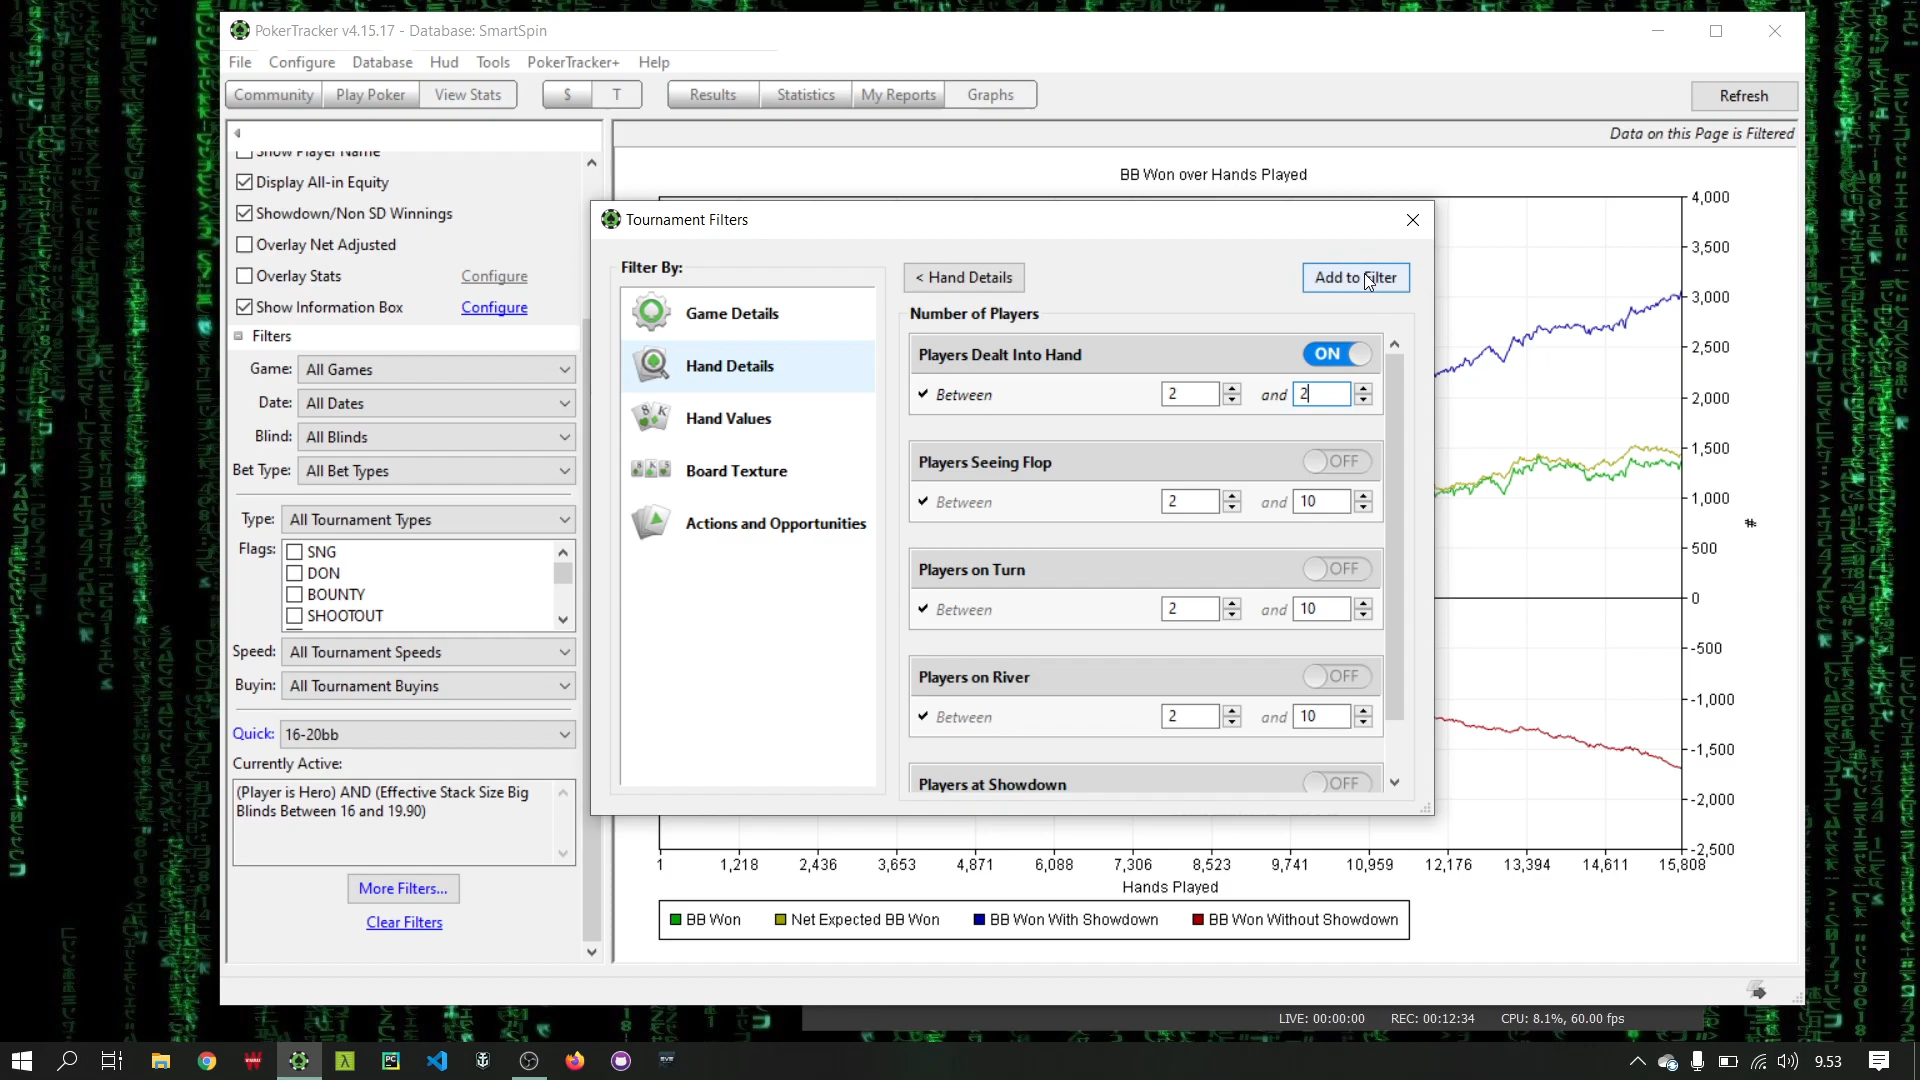 PokerTracker v4.15.17 - Database: SmartSpin
File Configure Database Hud Tools PokerTracker+ Help
Community Play Poker View Stats $ T Results Statistics My Reports Graphs Refresh
Data on this Page is Filtered
Show Player Name
Display All-in Equity
Showdown/Non SD Winnings
Overlay Net Adjusted
Overlay Stats Configure
Show Information Box Configure
Filters
Game: All Games
Date: All Dates
Blind: All Blinds
Bet Type: All Bet Types
Type: All Tournament Types
Flags: SNG
DON
BOUNTY
SHOOTOUT
Speed: All Tournament Speeds
Buyin: All Tournament Buyins
Quick: 16-20bb
Currently Active:
(Player is Hero) AND (Effective Stack Size Big
Blinds Between 16 and 19.90)
More Filters...
Clear Filters
BB Won over Hands Played
Tournament Filters
Filter By:
Game Details
Hand Details
Hand Values
Board Texture
Actions and Opportunities
< Hand Details Add to Filter
Number of Players
Players Dealt Into Hand ON
Between 2 and 2
Players Seeing Flop OFF
Between 2 and 10
Players on Turn OFF
Between 2 and 10
Players on River OFF
Between 2 and 10
Players at Showdown OFF
4,000
3,500
3,000
2,500
2,000
1,500
1,000
#
500
0
-500
-1,000
-1,500
-2,000
-2,500
1 1,218 2,436 3,653 4,871 6,088 7,306 8,523 9,741 10,959 12,176 13,394 14,611 15,808
Hands Played
BB Won Net Expected BB Won BB Won With Showdown BB Won Without Showdown
LIVE: 00:00:00 REC: 00:12:34 CPU: 8.1%, 60.00 fps
9.53